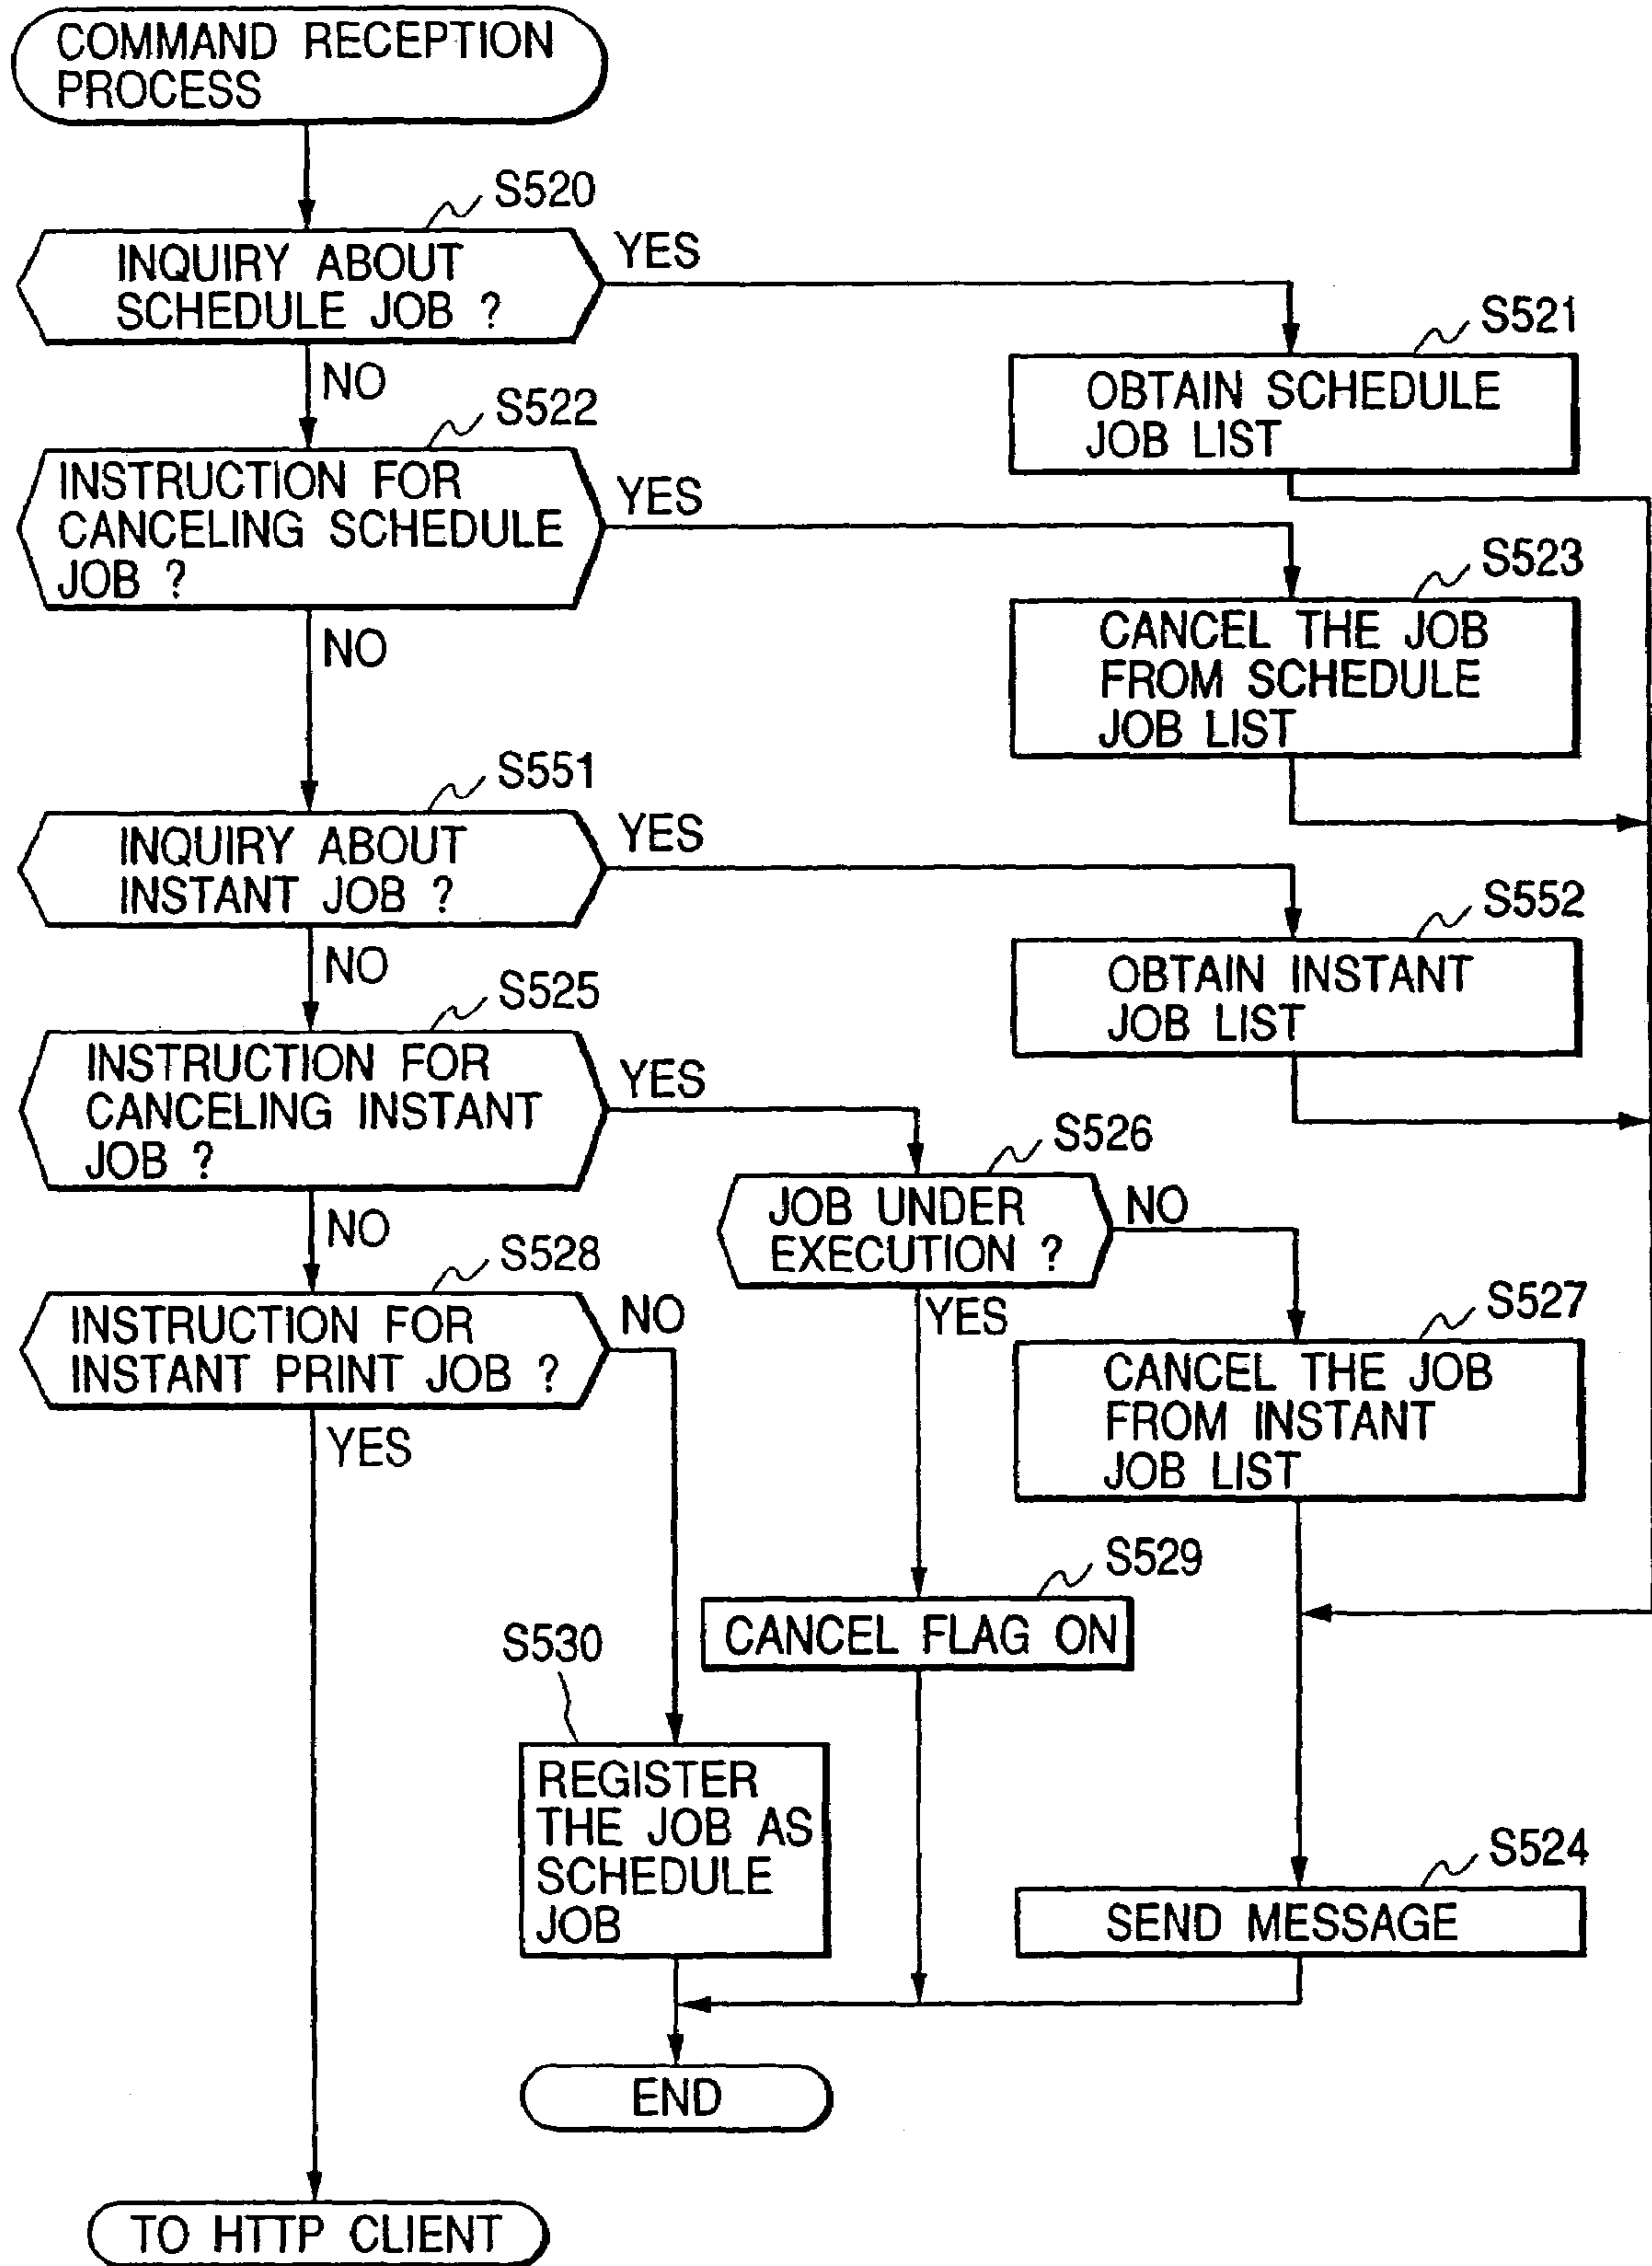 COMMAND RECEPTION
PROCESS
S520
INQUIRY ABOUT
SCHEDULE JOB ?
YES
NO
S521
OBTAIN SCHEDULE
JOB LIST
S522
INSTRUCTION FOR
CANCELING SCHEDULE
JOB ?
YES
NO
S523
CANCEL THE JOB
FROM SCHEDULE
JOB LIST
S551
INQUIRY ABOUT
INSTANT JOB ?
YES
NO
S552
OBTAIN INSTANT
JOB LIST
S525
INSTRUCTION FOR
CANCELING INSTANT
JOB ?
YES
NO
S526
JOB UNDER
EXECUTION ?
NO
YES
S527
CANCEL THE JOB
FROM INSTANT
JOB LIST
S528
INSTRUCTION FOR
INSTANT PRINT JOB ?
NO
YES
S529
CANCEL FLAG ON
S530
REGISTER
THE JOB AS
SCHEDULE
JOB
S524
SEND MESSAGE
END
TO HTTP CLIENT